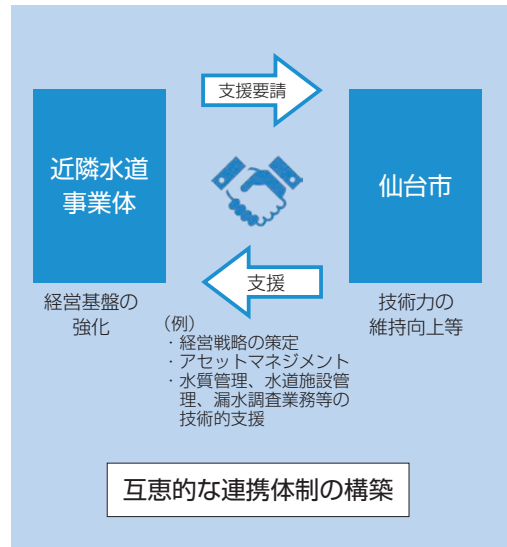 支援要請
近隣水道
事業体
仙台市
支援
経営基盤の
強化
技術力の
維持向上等
(例)
・経営戦略の策定
・アセットマネジメント
・水質管理、水道施設管
理、漏水調査業務等の
技術的支援
互恵的な連携体制の構築